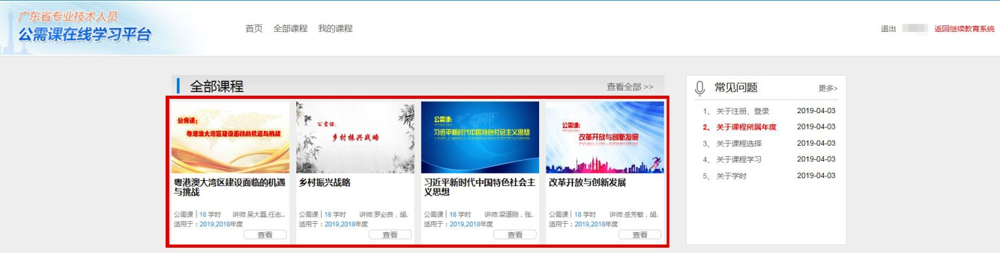 广东省专业技术人员
公需课在线学习平台
首页 全部课程 我的课程
退出 返回继续教育系统
全部课程 查看全部 >>
公需课:
粤港澳大湾区建设面临的机遇与挑战
粤港澳大湾区建设面临的机遇
与挑战
公需课 | 18 学时 讲师:吴大磊,任志..
适用于：2019,2018年度
查看
公需课:
乡村振兴战略
乡村振兴战略
公需课 | 18 学时 讲师:罗必良，胡..
适用于：2019,2018年度
查看
公需课:
习近平新时代中国特色社会主义思想
习近平新时代中国特色社会主
义思想
公需课 | 18 学时 讲师:梁道刚，张..
适用于：2019,2018年度
查看
公需课:
改革开放与创新发展
改革开放与创新发展
公需课 | 18 学时 讲师:岳芳敏，胡..
适用于：2019,2018年度
查看
常见问题 更多>
1、 关于注册、登录 2019-04-03
2、 关于课程所属年度 2019-04-03
3、 关于课程选择 2019-04-03
4、 关于课程学习 2019-04-03
5、 关于学时 2019-04-03